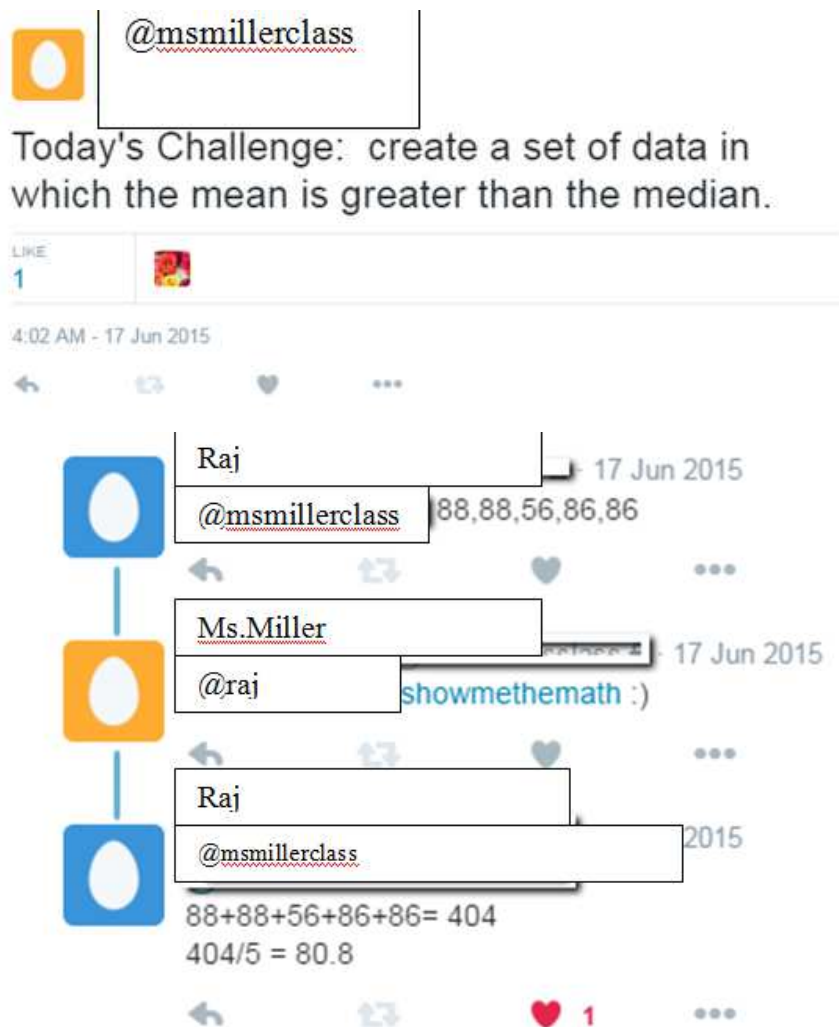 @msmillerclass
Today's Challenge: create a set of data in
which the mean is greater than the median.
LIKE
1
4:02 AM - 17 Jun 2015
Raj
17 Jun 2015
@msmillerclass 88,88,56,86,86
Ms.Miller
17 Jun 2015
@raj showmethemath :)
Raj
2015
@msmillerclass
88+88+56+86+86= 404
404/5 = 80.8
1